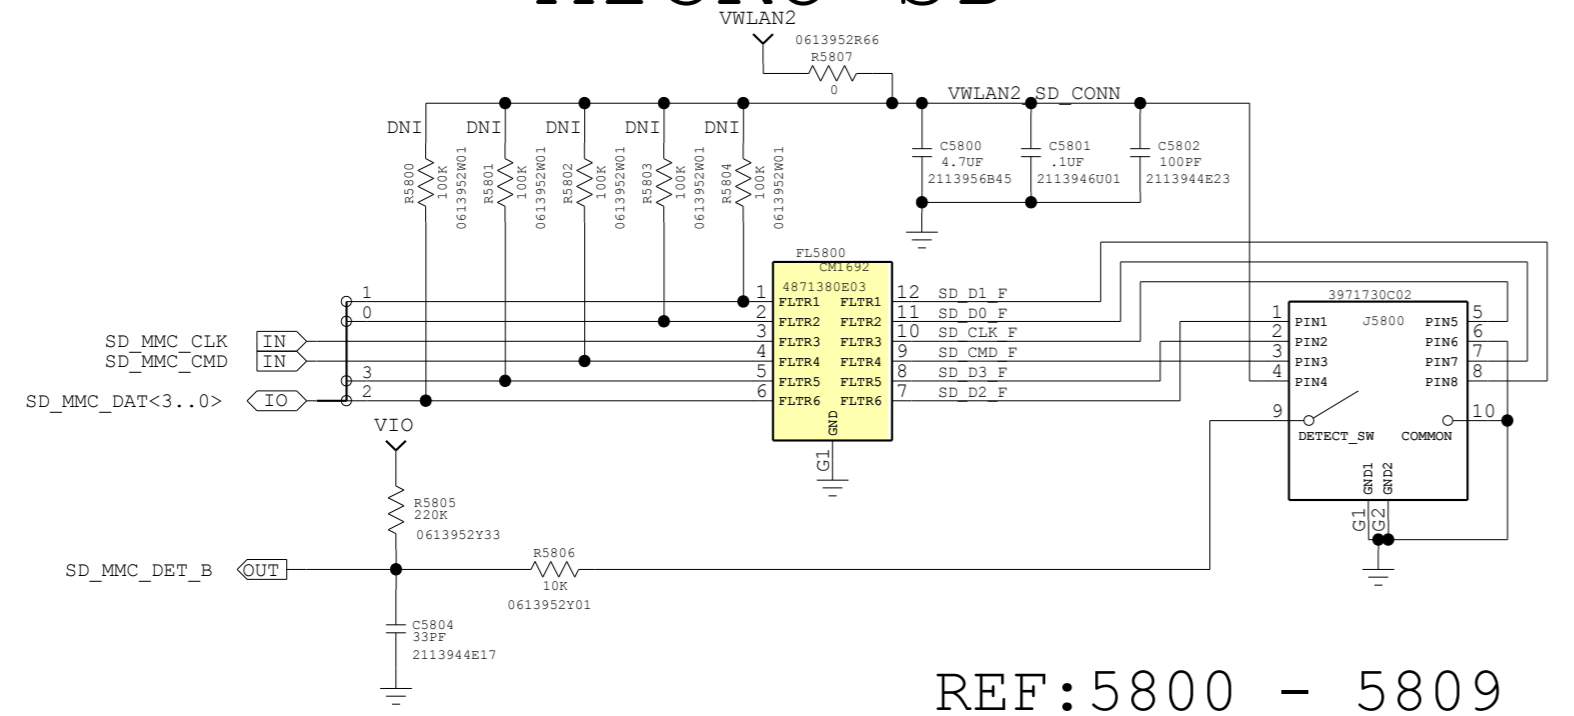 VWLAN2
0613952R66
R5807
0
VWLAN2_SD_CONN
DNI
DNI
DNI
DNI
DNI
R5800
100K
0613952W01
R5801
100K
0613952W01
R5802
100K
0613952W01
R5803
100K
0613952W01
R5804
100K
0613952W01
C5800
4.7UF
2113956B45
C5801
.1UF
2113946U01
C5802
100PF
2113944E23
FL5800
CM1692
4871380E03
1 FLTR1 FLTR1 12 SD_D1_F
2 FLTR2 FLTR2 11 SD_D0_F
3 FLTR3 FLTR3 10 SD_CLK_F
4 FLTR4 FLTR4 9 SD_CMD_F
5 FLTR5 FLTR5 8 SD_D3_F
6 FLTR6 FLTR6 7 SD_D2_F
GND
G1
1
0
SD_MMC_CLK IN
SD_MMC_CMD IN
3
2
SD_MMC_DAT<3..0> IO
3971730C02
J5800
1 PIN1 PIN5 5
2 PIN2 PIN6 6
3 PIN3 PIN7 7
4 PIN4 PIN8 8
9 10
DETECT_SW COMMON
GND1
GND2
G1
G2
VIO
R5805
220K
0613952Y33
SD_MMC_DET_B OUT
R5806
10K
0613952Y01
C5804
33PF
2113944E17
REF:5800 - 5809